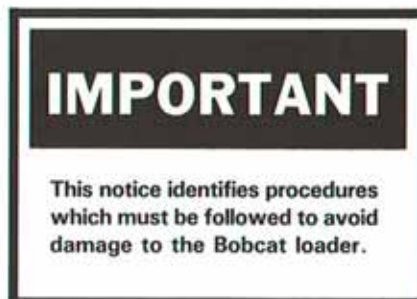 IMPORTANT
This notice identifies procedures
which must be followed to avoid
damage to the Bobcat loader.